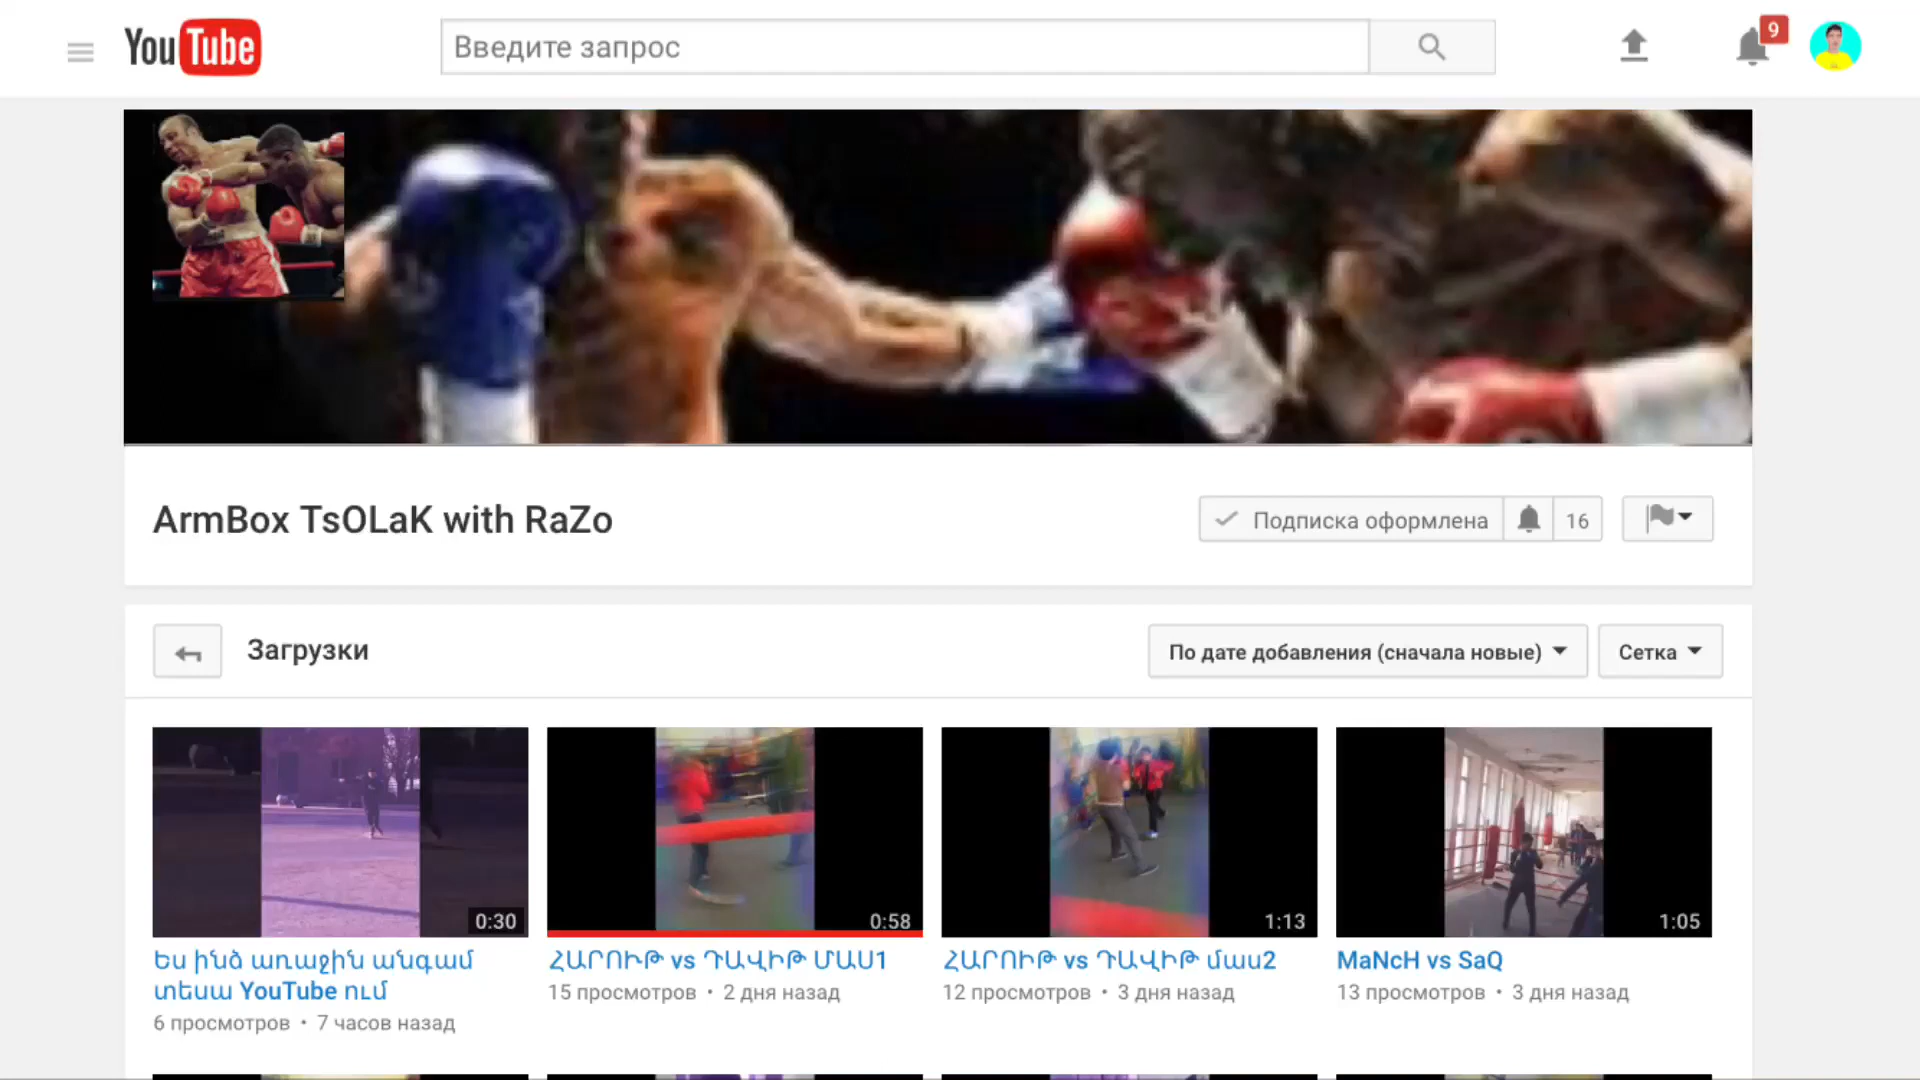 YouTube
Введите запрос
9
ArmBox TsOLaK with RaZo
Подписка оформлена
16
Загрузки
По дате добавления (сначала новые)
Сетка
0:30
0:58
1:13
1:05
Ես ինձ առաջին անգամ
տեսա YouTube ում
6 просмотров • 7 часов назад
ՀԱՐՈՒԹ vs ԴԱՎԻԹ ՄԱՍ1
15 просмотров • 2 дня назад
ՀԱՐՈՒԹ vs ԴԱՎԻԹ մաս2
12 просмотров • 3 дня назад
MaNcH vs SaQ
13 просмотров • 3 дня назад